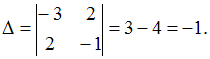 Δ = |−3 2; 2 −1| = 3 − 4 = −1.